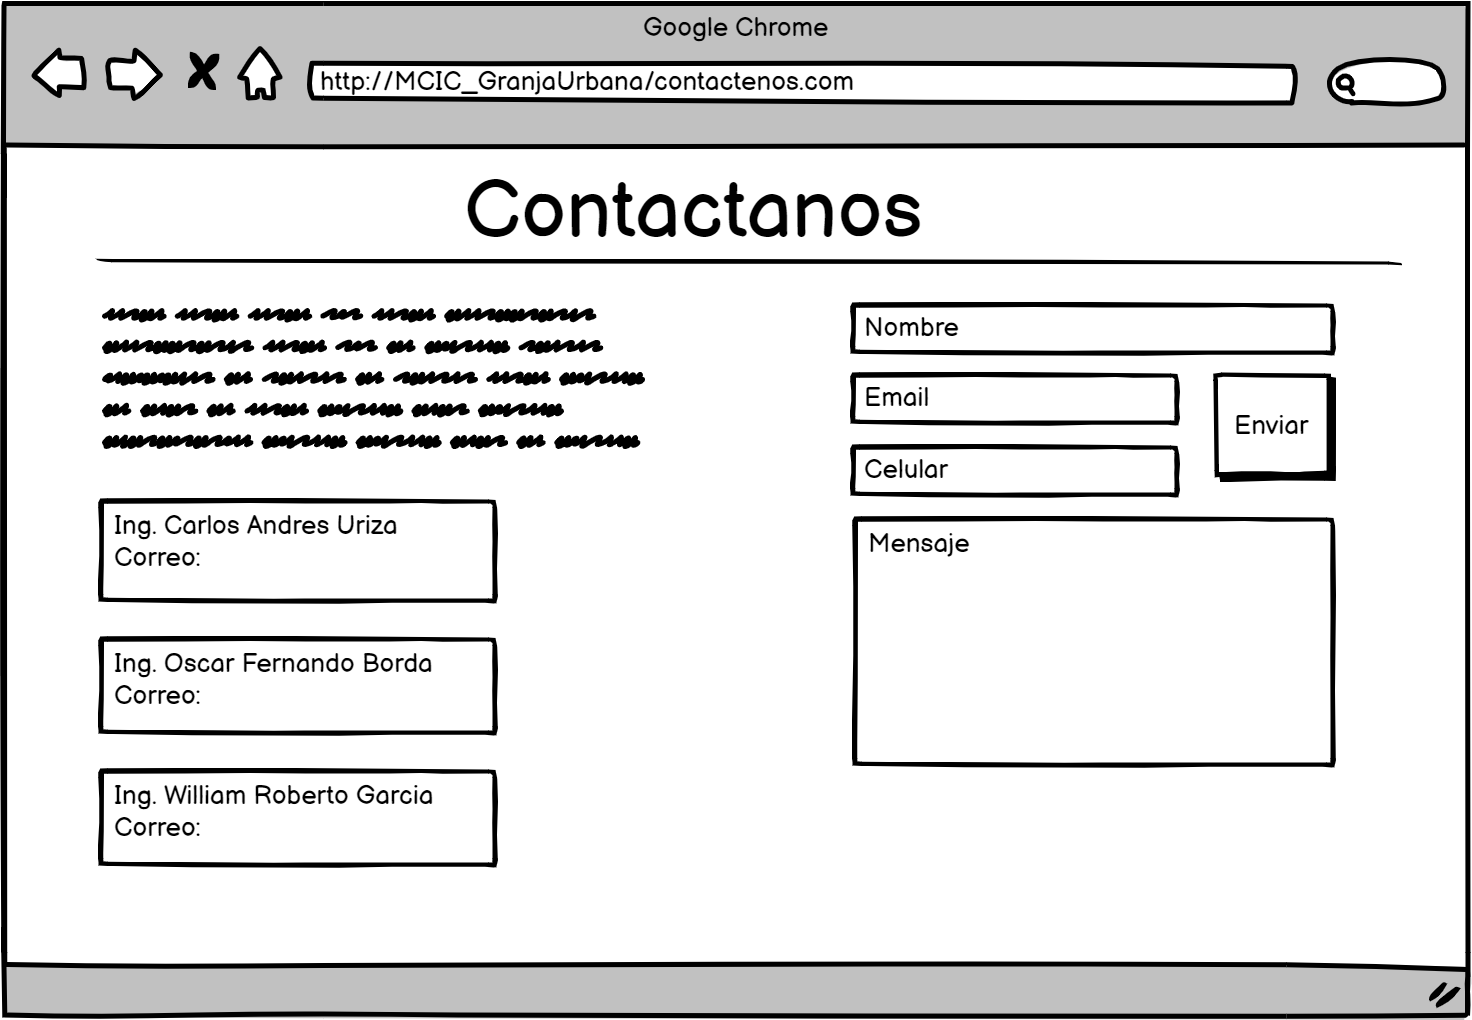 Google Chrome
http://MCIC_GranjaUrbana/contactenos.com
Contactanos
Ing. Carlos Andres Uriza
Correo:
Ing. Oscar Fernando Borda
Correo:
Ing. William Roberto Garcia
Correo:
Nombre
Email
Celular
Enviar
Mensaje